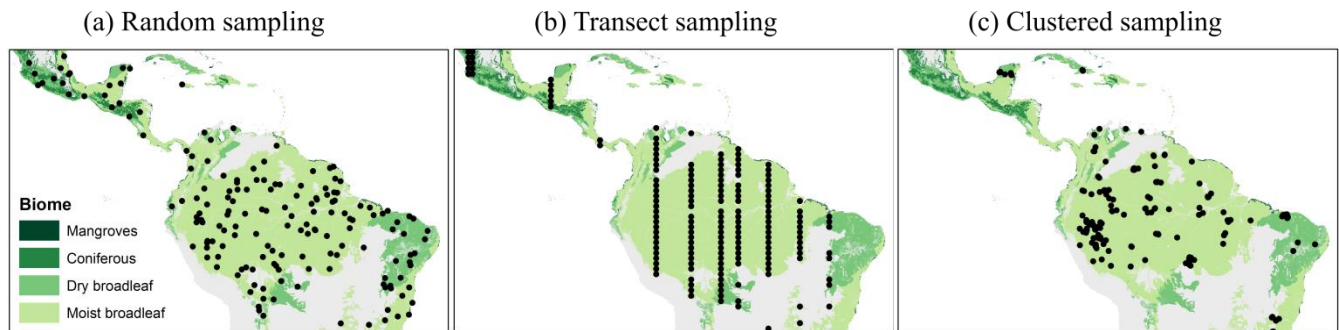 (a) Random sampling
(b) Transect sampling
(c) Clustered sampling
Biome
Mangroves
Coniferous
Dry broadleaf
Moist broadleaf